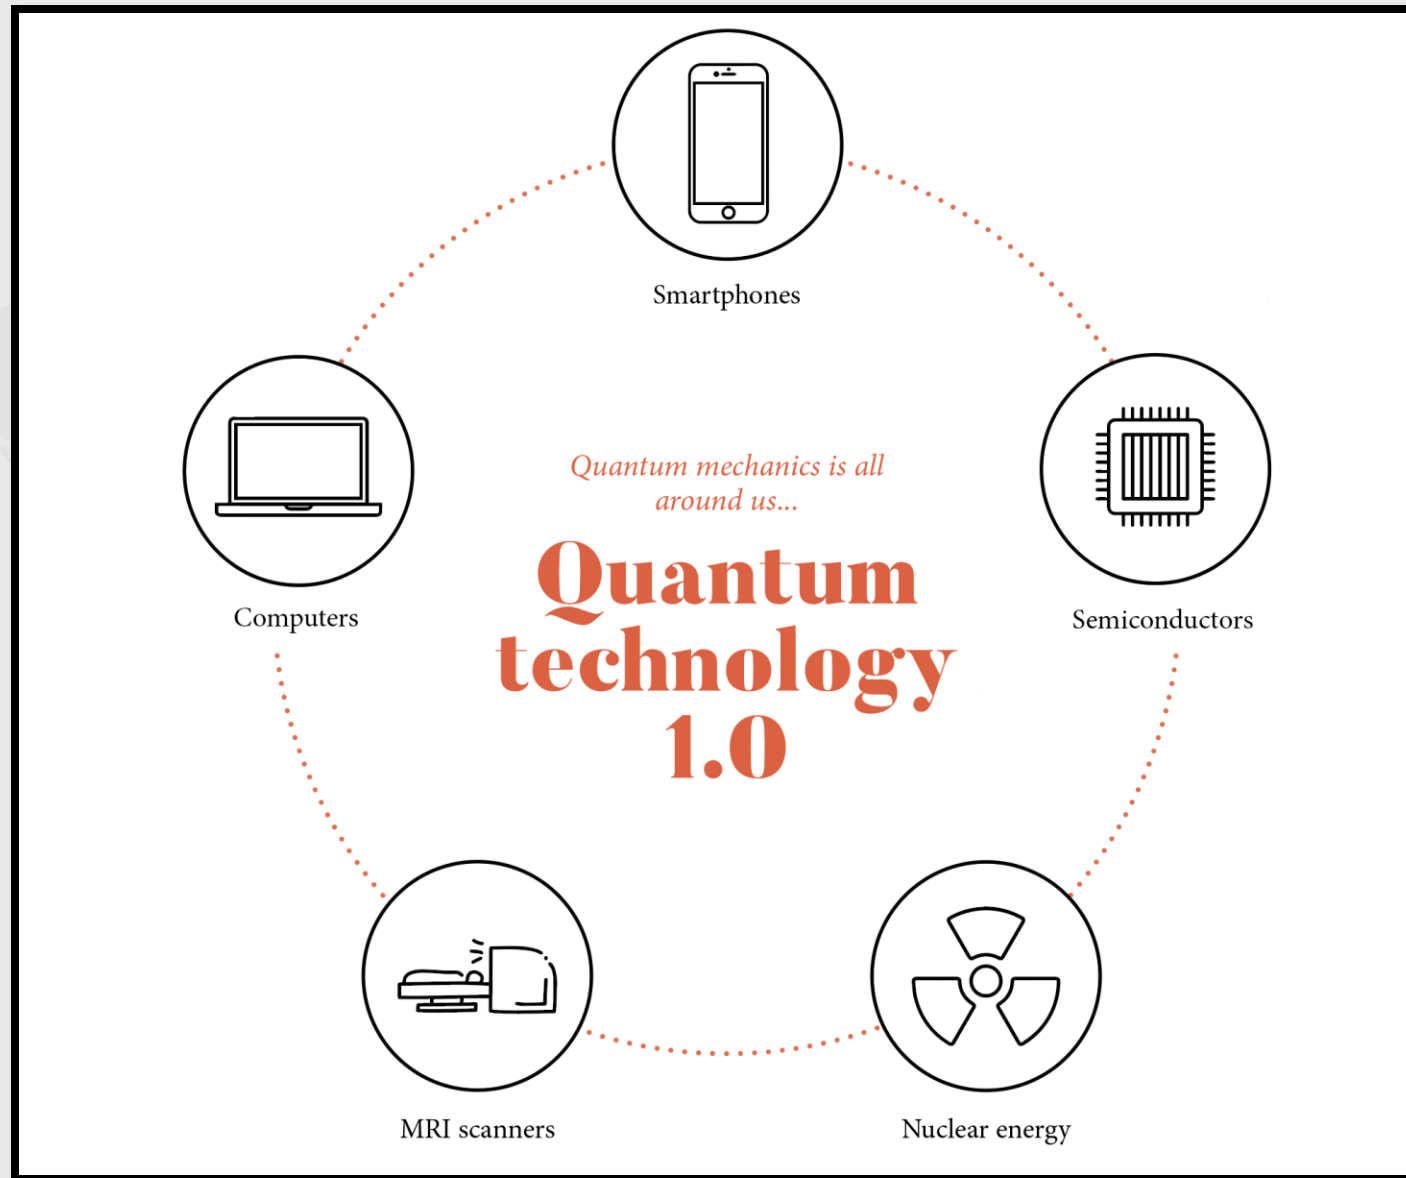 Smartphones
Computers
Semiconductors
Quantum mechanics is all
around us...
Quantum
technology
1.0
MRI scanners
Nuclear energy